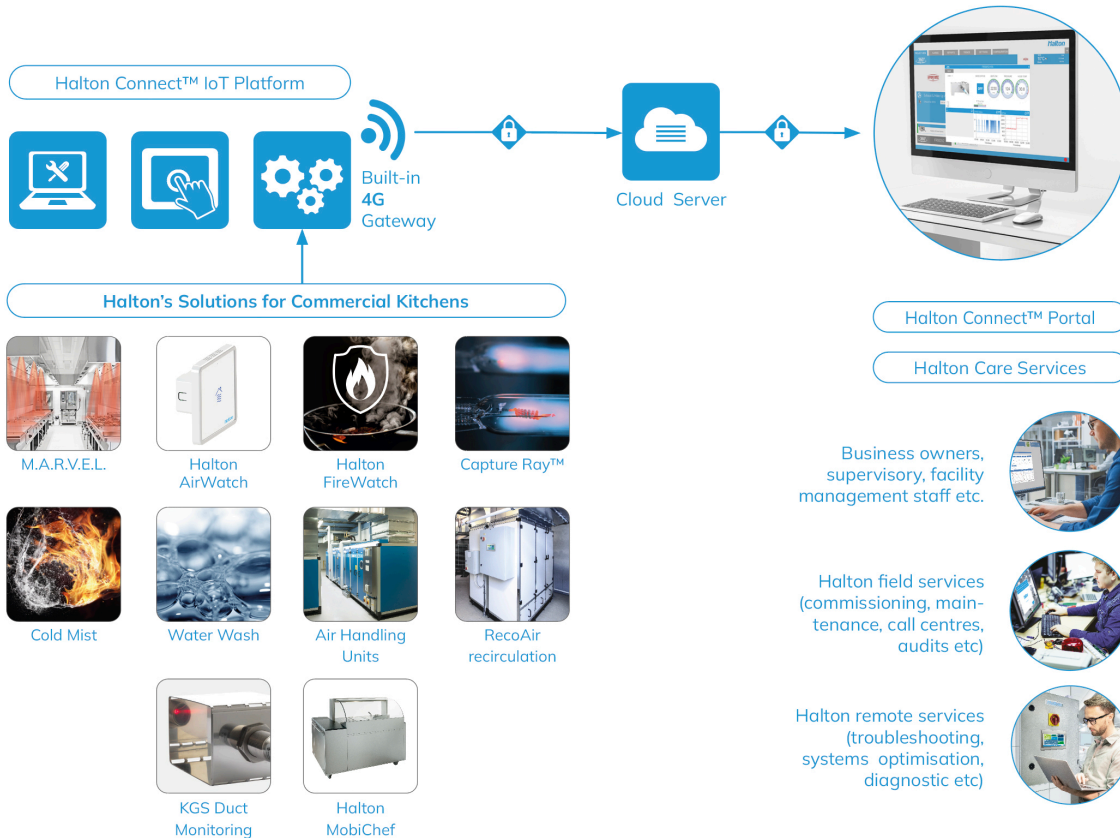 Halton Connect™ IoT Platform
Built-in
4G
Gateway
Cloud Server
Halton
Halton's Solutions for Commercial Kitchens
M.A.R.V.E.L.
Halton
AirWatch
Halton
FireWatch
Capture Ray™
Cold Mist
Water Wash
Air Handling
Units
RecoAir
recirculation
KGS Duct
Monitoring
Halton
MobiChef
Halton Connect™ Portal
Halton Care Services
Business owners,
supervisory, facility
management staff etc.
Halton field services
(commissioning, main-
tenance, call centres,
audits etc)
Halton remote services
(troubleshooting,
systems optimisation,
diagnostic etc)